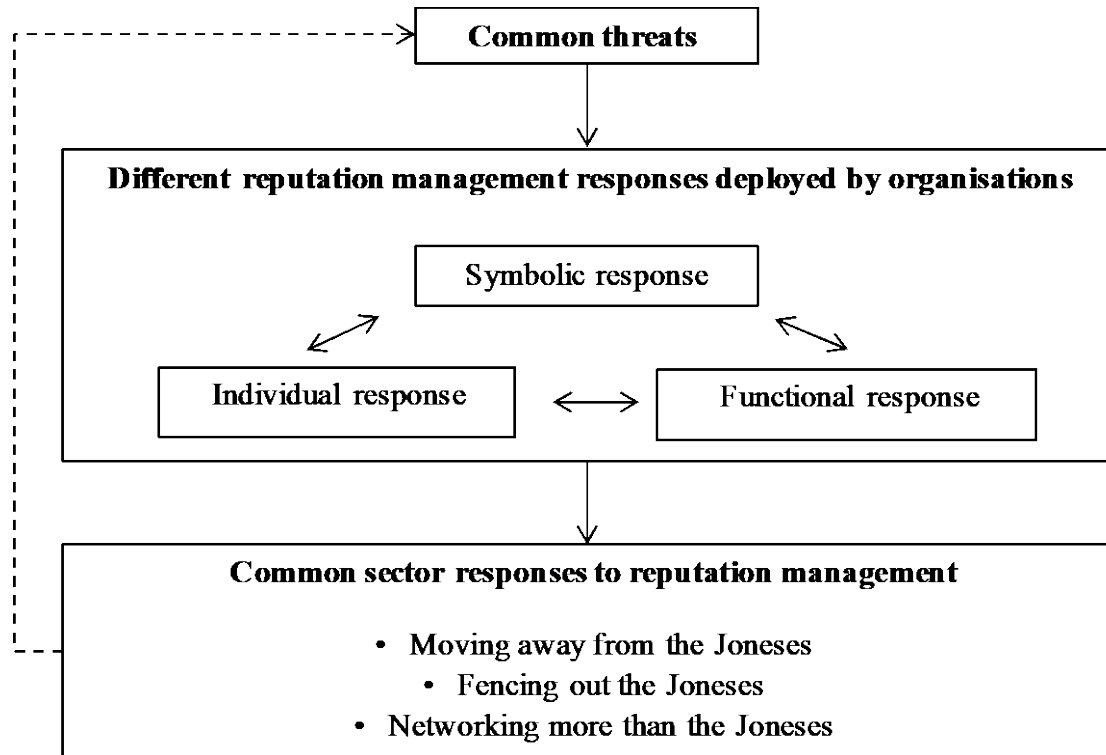 Common threats
Different reputation management responses deployed by organisations
Symbolic response
Individual response
Functional response
Common sector responses to reputation management
• Moving away from the Joneses
• Fencing out the Joneses
• Networking more than the Joneses